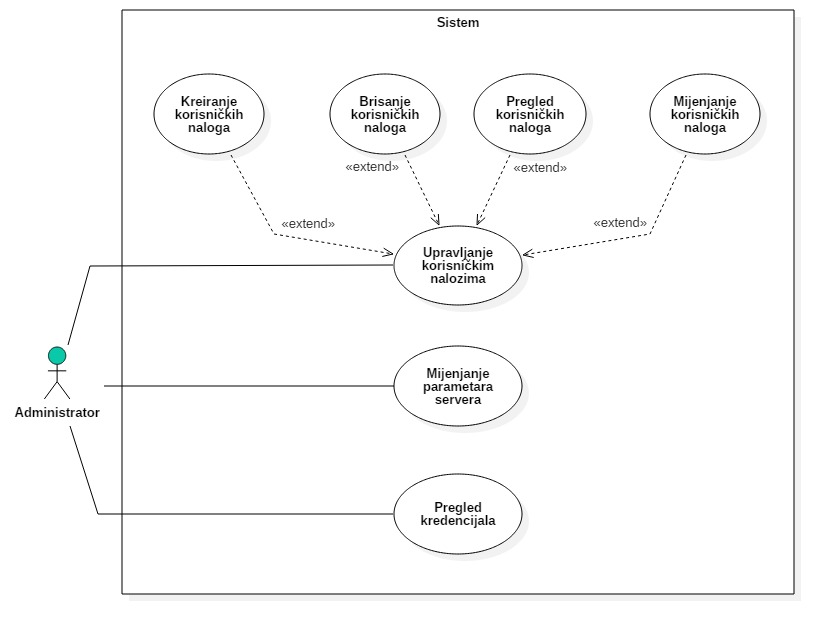 Sistem
Kreiranje
korisničkih
naloga
Brisanje
korisničkih
naloga
Pregled
korisničkih
naloga
Mijenjanje
korisničkih
naloga
«extend»
«extend»
«extend»
«extend»
Upravljanje
korisničkim
nalozima
Mijenjanje
parametara
servera
Administrator
Pregled
kredencijala